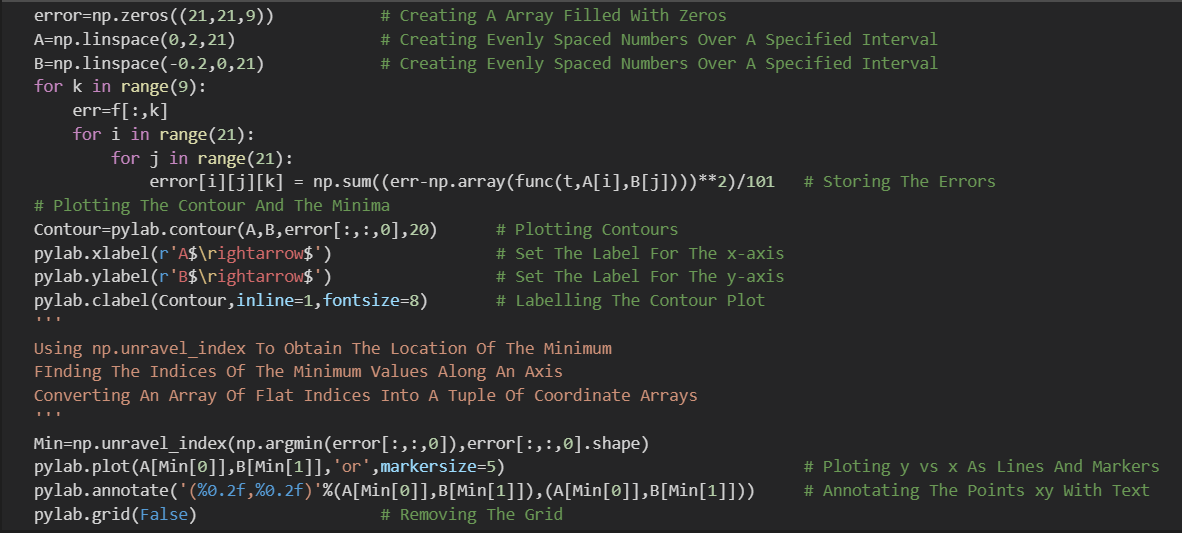 error=np.zeros((21,21,9))           # Creating A Array Filled With Zeros
A=np.linspace(0,2,21)               # Creating Evenly Spaced Numbers Over A Specified Interval
B=np.linspace(-0.2,0,21)            # Creating Evenly Spaced Numbers Over A Specified Interval
for k in range(9):
    err=f[:,k]
    for i in range(21):
        for j in range(21):
            error[i][j][k] = np.sum((err-np.array(func(t,A[i],B[j])))**2)/101   # Storing The Errors
# Plotting The Contour And The Minima
Contour=pylab.contour(A,B,error[:,:,0],20)      # Plotting Contours
pylab.xlabel(r'A$\rightarrow$')                 # Set The Label For The x-axis
pylab.ylabel(r'B$\rightarrow$')                 # Set The Label For The y-axis
pylab.clabel(Contour,inline=1,fontsize=8)       # Labelling The Contour Plot
'''
Using np.unravel_index To Obtain The Location Of The Minimum
FInding The Indices Of The Minimum Values Along An Axis
Converting An Array Of Flat Indices Into A Tuple Of Coordinate Arrays
'''
Min=np.unravel_index(np.argmin(error[:,:,0]),error[:,:,0].shape)
pylab.plot(A[Min[0]],B[Min[1]],'or',markersize=5)                               # Ploting y vs x As Lines And Markers
pylab.annotate('(%0.2f,%0.2f)'%(A[Min[0]],B[Min[1]]),(A[Min[0]],B[Min[1]]))     # Annotating The Points xy With Text
pylab.grid(False)                   # Removing The Grid